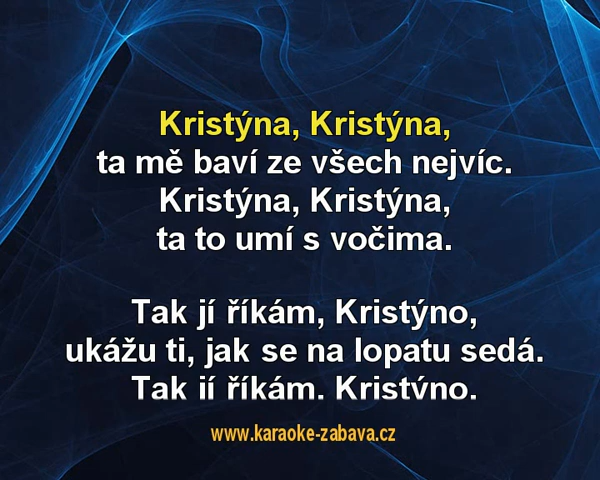 Kristýna, Kristýna,
ta mě baví ze všech nejvíc.
Kristýna, Kristýna,
ta to umí s vočima.
Tak jí říkám, Kristýno,
ukážu ti, jak se na lopatu sedá.
Tak jí říkám, Kristýno.
www.karaoke-zabava.cz